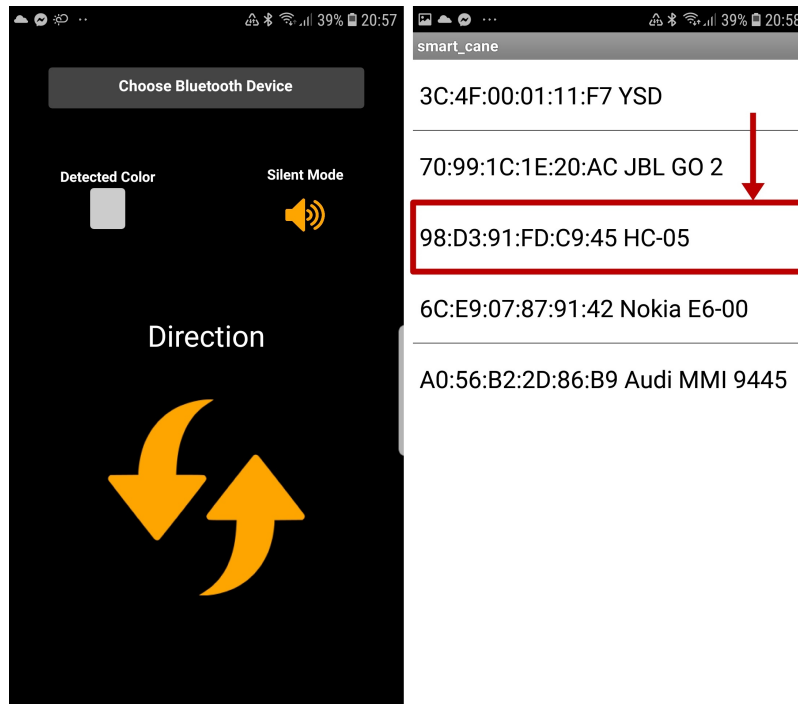 39% 20:57
Choose Bluetooth Device
Detected Color
Silent Mode
Direction
39% 20:58
smart_cane
3C:4F:00:01:11:F7 YSD
70:99:1C:1E:20:AC JBL GO 2
98:D3:91:FD:C9:45 HC-05
6C:E9:07:87:91:42 Nokia E6-00
A0:56:B2:2D:86:B9 Audi MMI 9445